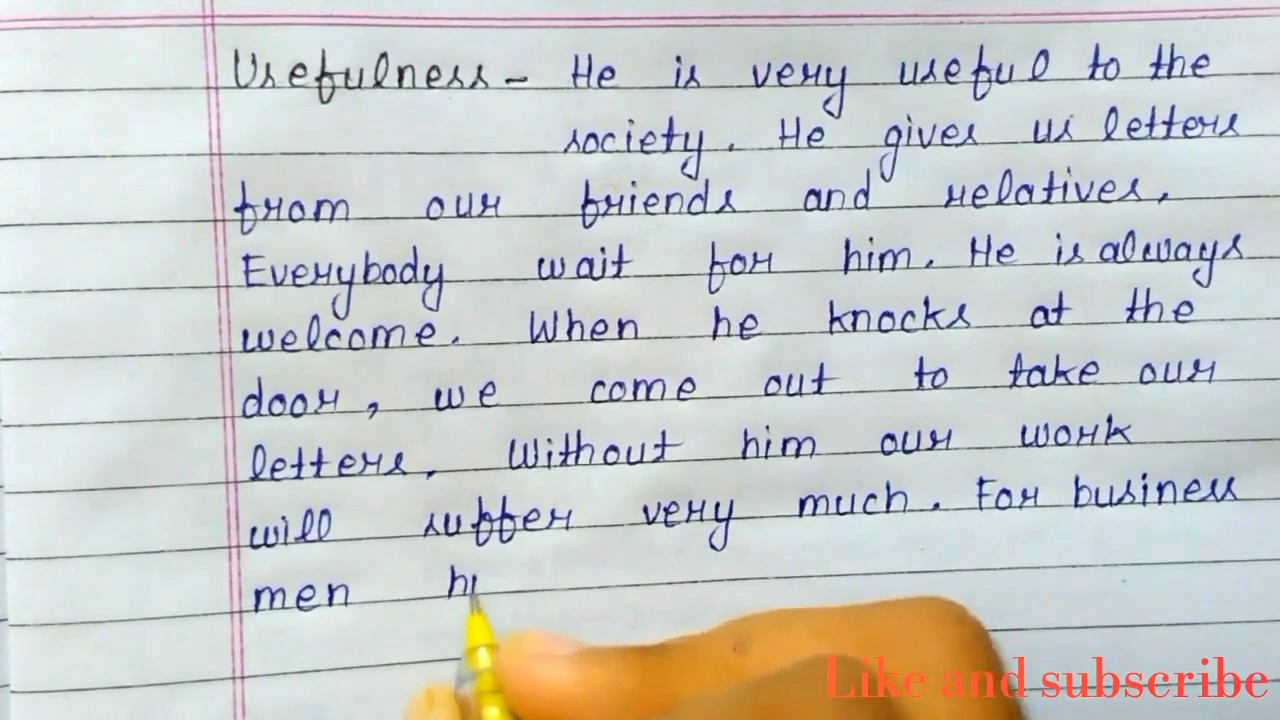 Usefulness - He is very useful to the
society. He gives us letters
from our friends and relatives.
Everybody wait for him. He is always
welcome. When he knocks at the
door, we come out to take our
letters. Without him our work
will suffer very much. For business
men
Like and subscribe